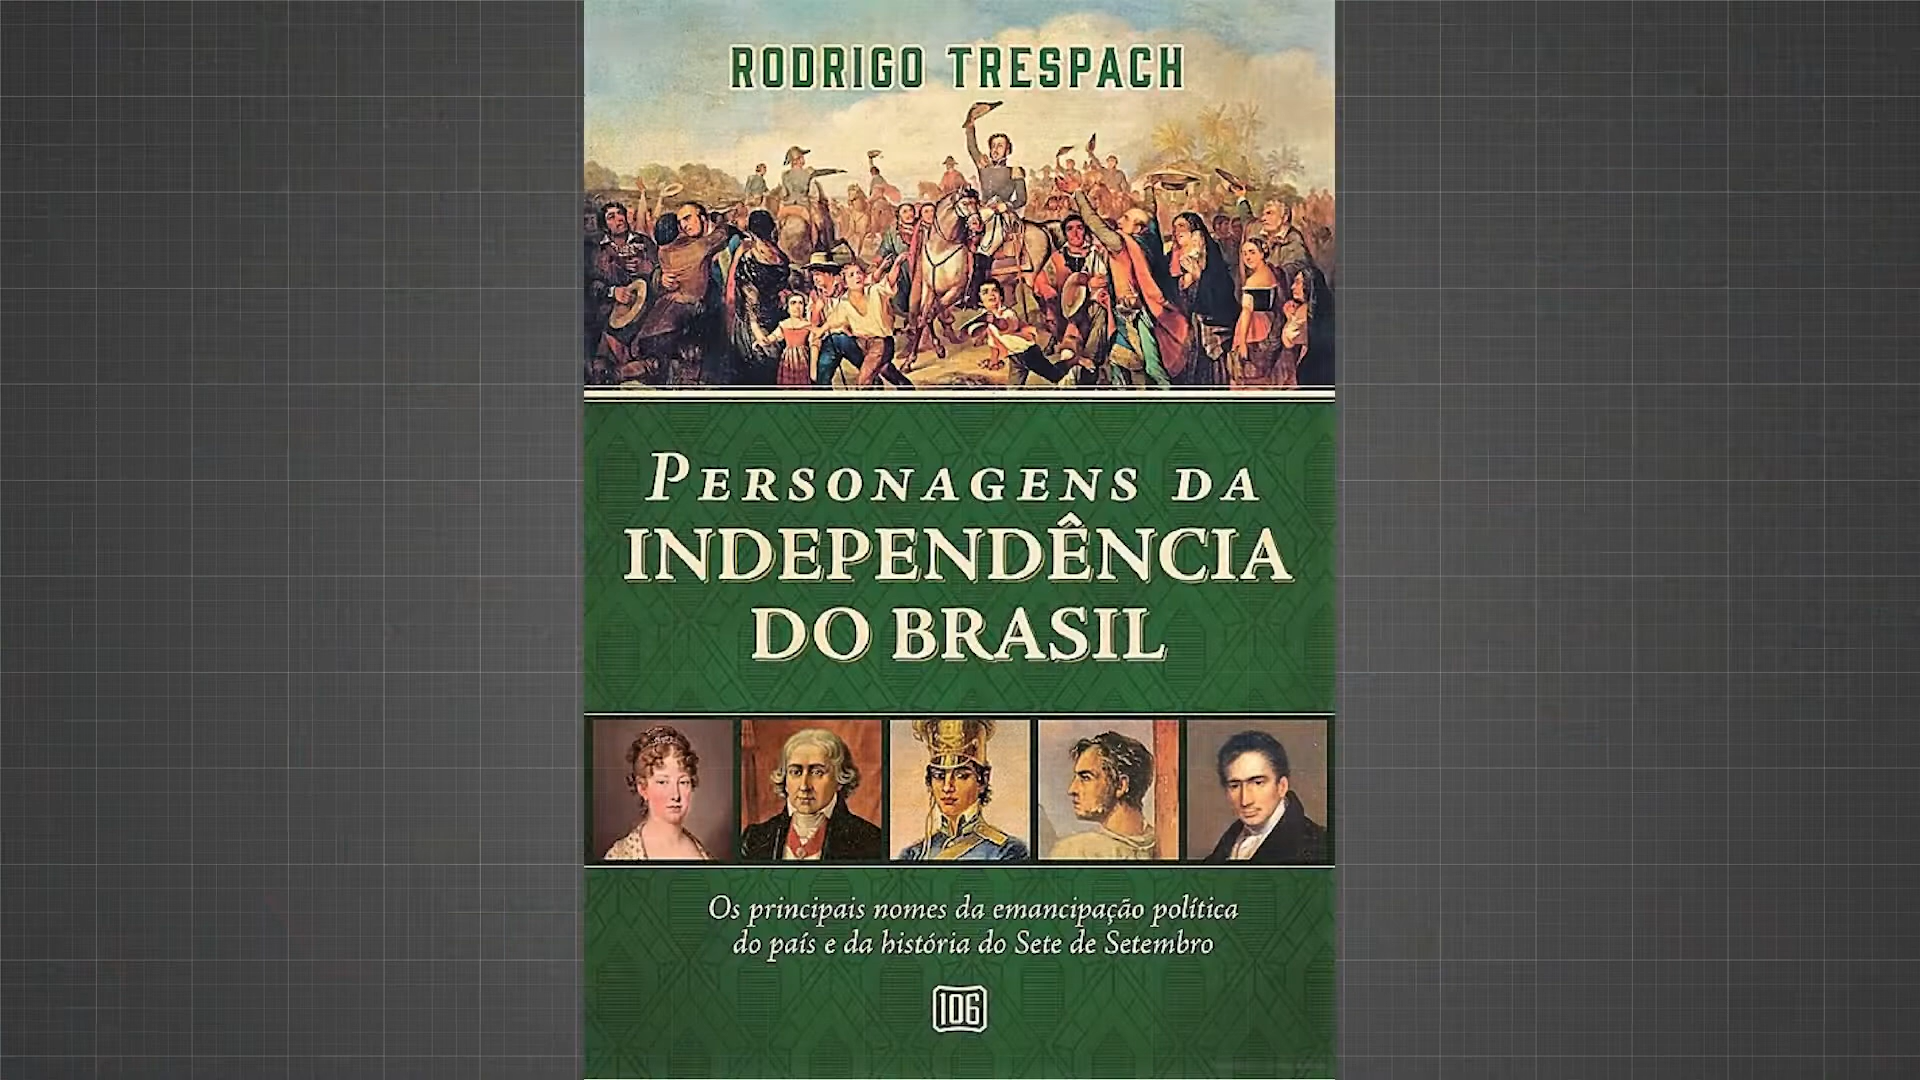 RODRIGO TRESPACH
PERSONAGENS DA
INDEPENDÊNCIA
DO BRASIL
Os principais nomes da emancipação política
do país e da história do Sete de Setembro
106